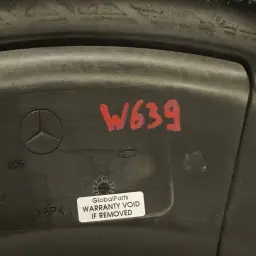 W639
GlobalParts
WARRANTY VOID
IF REMOVED